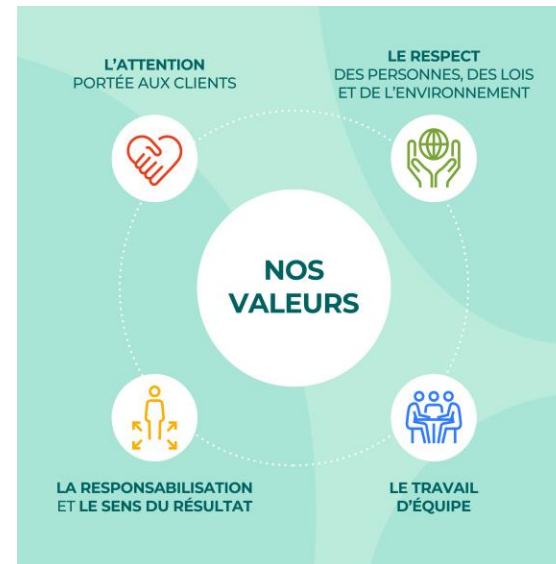 L'ATTENTION
PORTÉE AUX CLIENTS
LE RESPECT
DES PERSONNES, DES LOIS
ET DE L'ENVIRONNEMENT
NOS
VALEURS
LA RESPONSABILISATION
ET LE SENS DU RÉSULTAT
LE TRAVAIL
D'ÉQUIPE